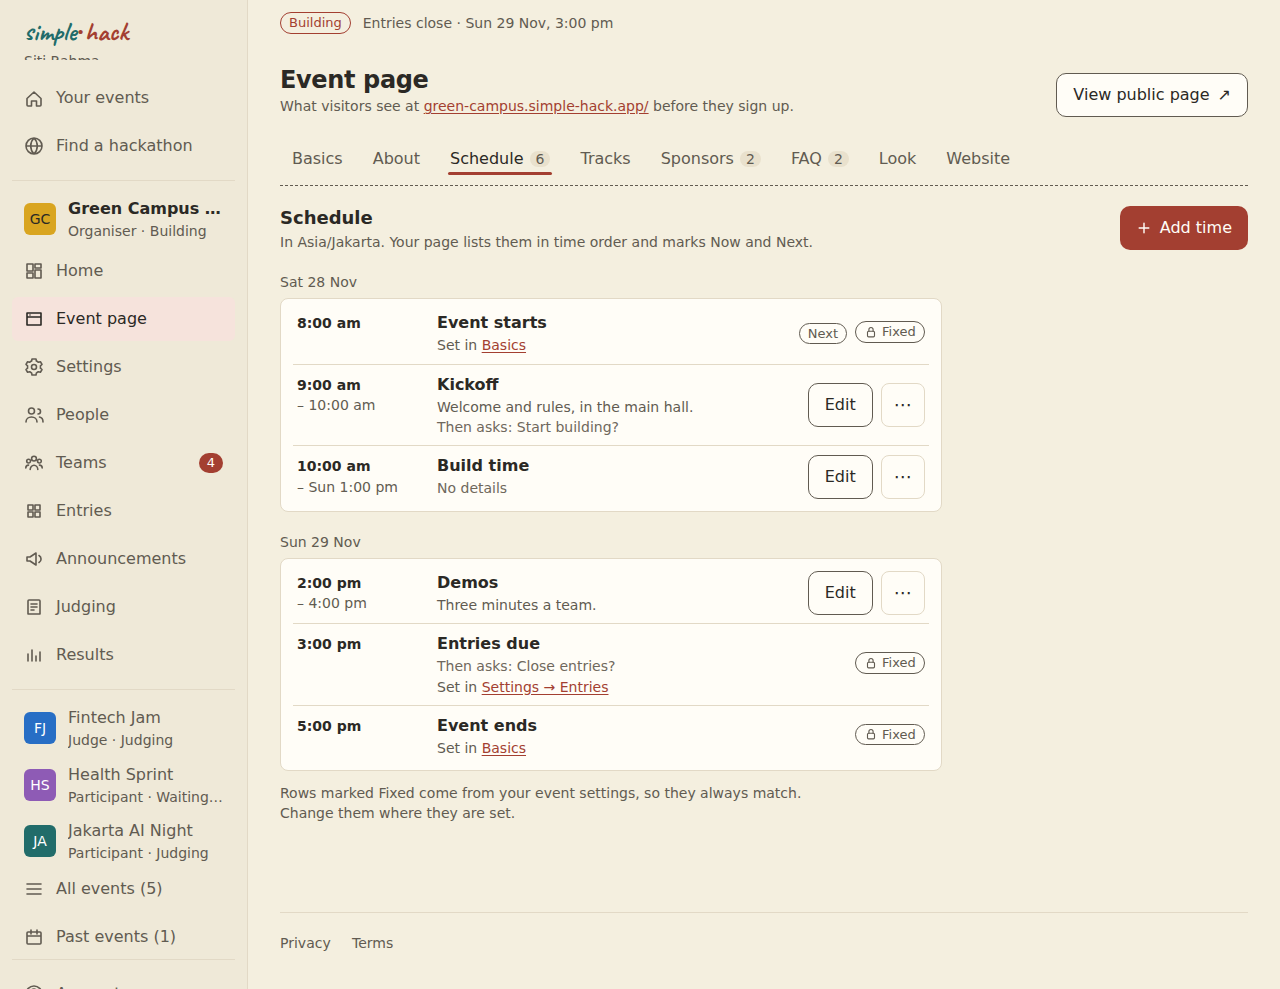 simple·hack
Siti Rahma
Your events
Find a hackathon
GC
Green Campus …
Organiser · Building
Home
Event page
Settings
People
Teams 4
Entries
Announcements
Judging
Results
FJ
Fintech Jam
Judge · Judging
HS
Health Sprint
Participant · Waiting…
JA
Jakarta AI Night
Participant · Judging
All events (5)
Past events (1)
Building Entries close · Sun 29 Nov, 3:00 pm
Event page
What visitors see at green-campus.simple-hack.app/ before they sign up.
View public page ↗
Basics About Schedule 6 Tracks Sponsors 2 FAQ 2 Look Website
Schedule
In Asia/Jakarta. Your page lists them in time order and marks Now and Next.
+ Add time
Sat 28 Nov
8:00 am Event starts Next Fixed
Set in Basics
9:00 am Kickoff
– 10:00 am Welcome and rules, in the main hall. Edit ···
Then asks: Start building?
10:00 am Build time Edit ···
– Sun 1:00 pm No details
Sun 29 Nov
2:00 pm Demos Edit ···
– 4:00 pm Three minutes a team.
3:00 pm Entries due
Then asks: Close entries? Fixed
Set in Settings → Entries
5:00 pm Event ends Fixed
Set in Basics
Rows marked Fixed come from your event settings, so they always match.
Change them where they are set.
Privacy Terms